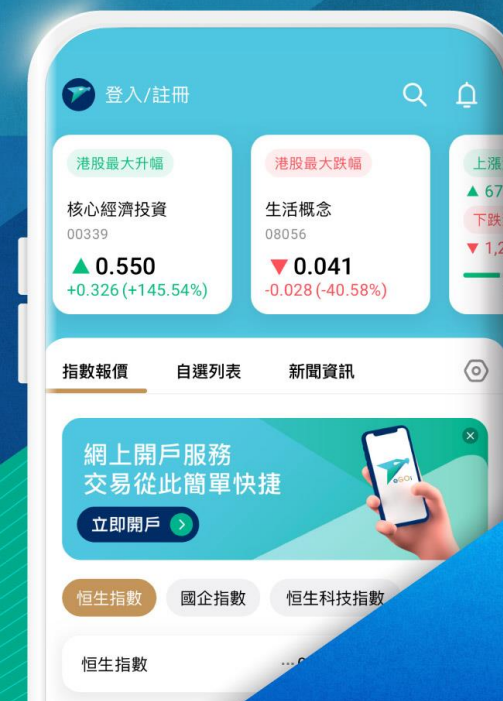 登入/註冊
港股最大升幅
核心經濟投資
00339
▲ 0.550
+0.326 (+145.54%)
港股最大跌幅
生活概念
08056
▼ 0.041
-0.028 (-40.58%)
上漲
▲ 67
下跌
▼ 1,2
指數報價
自選列表
新聞資訊
網上開戶服務
交易從此簡單快捷
立即開戶
恒生指數
國企指數
恒生科技指數
恒生指數